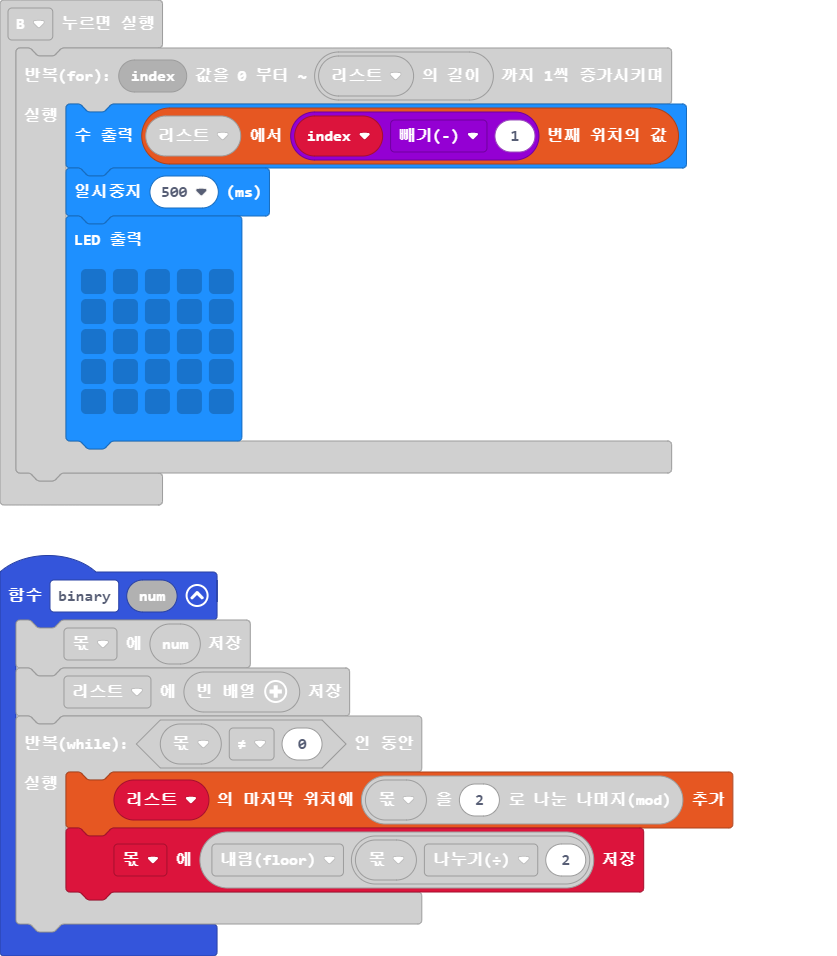 B 누르면 실행
반복(for): index 값을 0 부터 ~ 리스트 의 길이 까지 1씩 증가시키며
실행
수 출력 리스트 에서 index 빼기(-) 1 번째 위치의 값
일시중지 500 (ms)
LED 출력
함수 binary num
몫 에 num 저장
리스트 에 빈 배열 저장
반복(while): 몫 ≠ 0 인 동안
실행
리스트 의 마지막 위치에 몫 을 2 로 나눈 나머지(mod) 추가
몫 에 내림(floor) 몫 나누기(÷) 2 저장